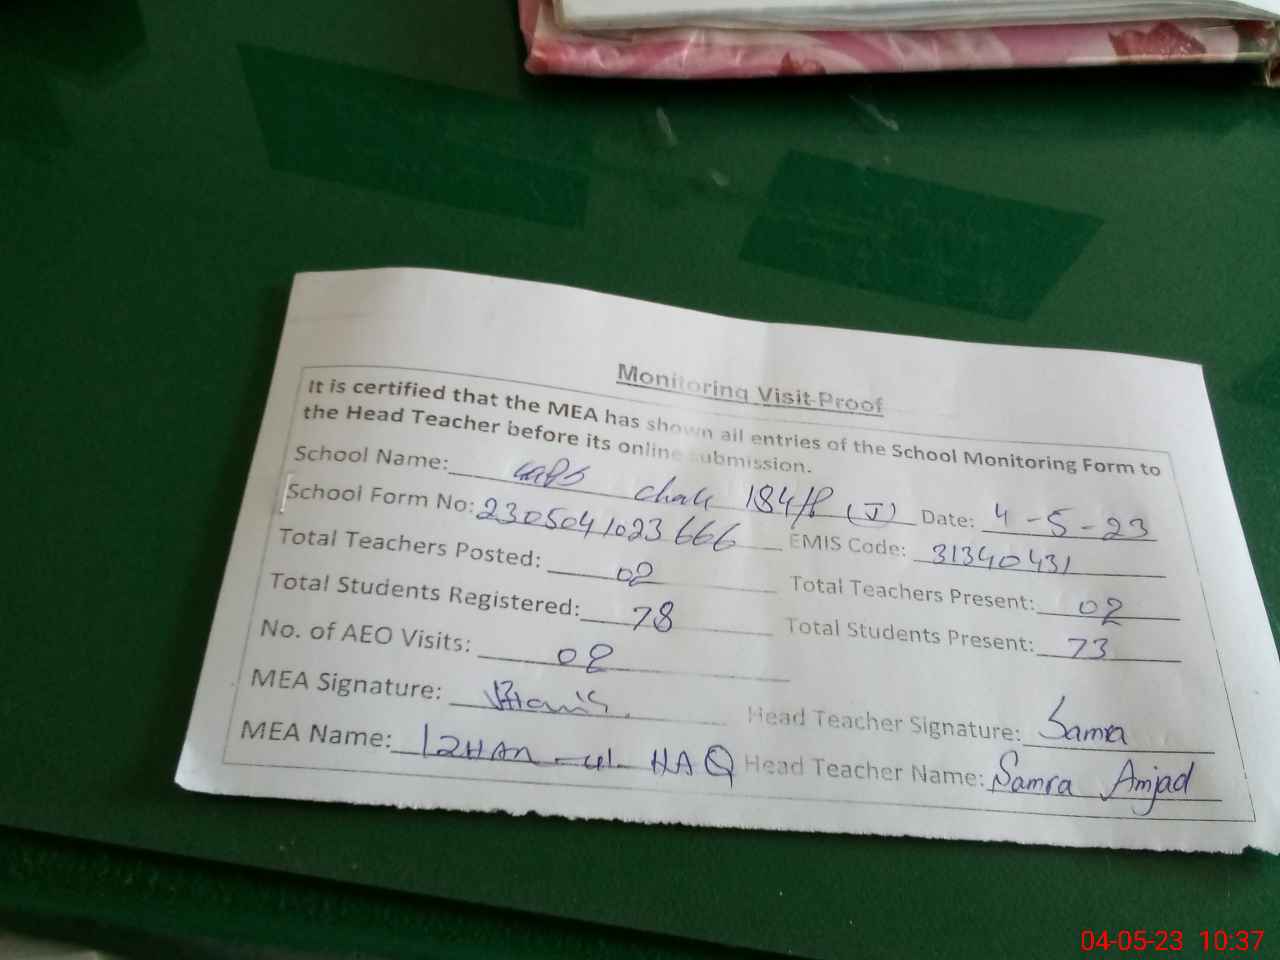 Monitoring Visit Proof
It is certified that the MEA has shown all entries of the School Monitoring Form to
the Head Teacher before its online submission.
School Name: GGPS Chak 184/P (I) Date: 4-5-23
School Form No: 2305041023666 EMIS Code: 31340431
Total Teachers Posted: 02 Total Teachers Present: 02
Total Students Registered: 78 Total Students Present: 73
No. of AEO Visits: 02
MEA Signature: Head Teacher Signature: Samra
MEA Name: IZHAN-ul-HAQ Head Teacher Name: Samra Amjad
04-05-23 10:37